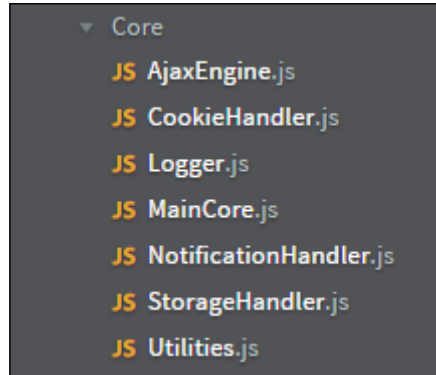 Core
JS AjaxEngine.js
JS CookieHandler.js
JS Logger.js
JS MainCore.js
JS NotificationHandler.js
JS StorageHandler.js
JS Utilities.js